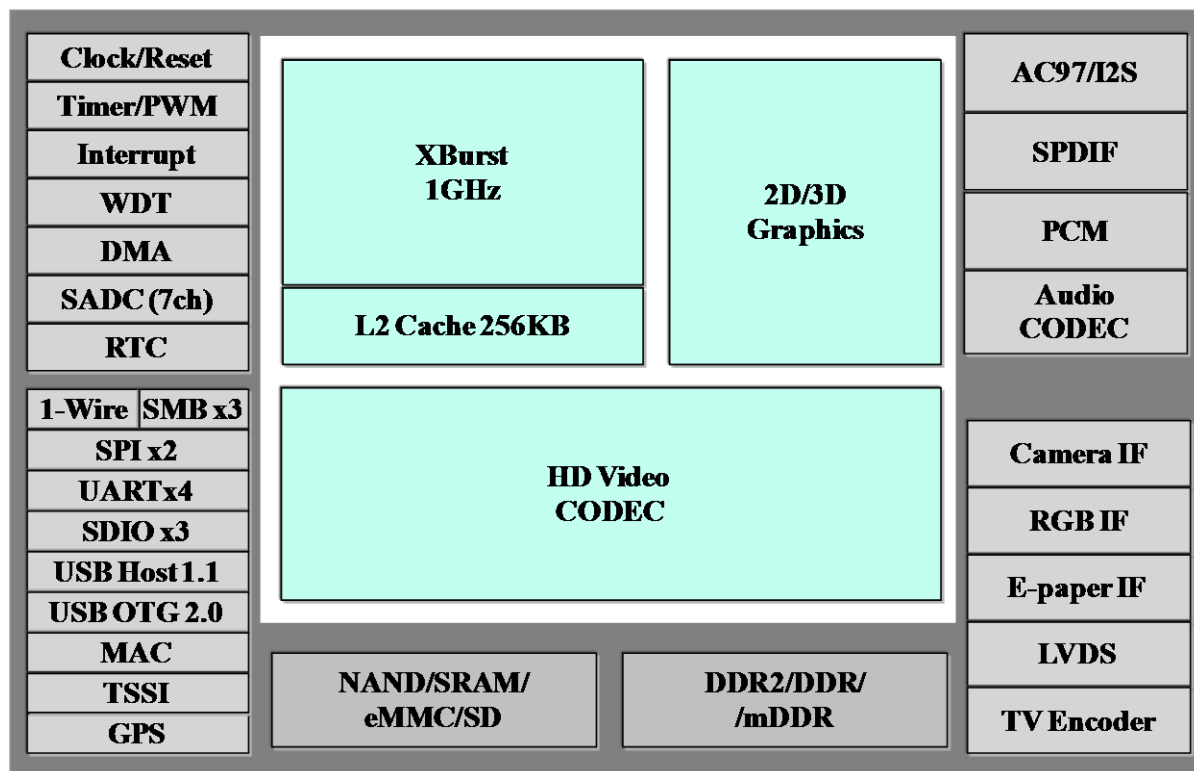 Clock/Reset
Timer/PWM
Interrupt
WDT
DMA
SADC (7ch)
RTC
1-Wire
SMB x3
SPI x2
UARTx4
SDIO x3
USB Host 1.1
USB OTG 2.0
MAC
TSSI
GPS
XBurst
1GHz
L2 Cache 256KB
2D/3D
Graphics
HD Video
CODEC
NAND/SRAM/
eMMC/SD
DDR2/DDR/
/mDDR
AC97/I2S
SPDIF
PCM
Audio
CODEC
Camera IF
RGB IF
E-paper IF
LVDS
TV Encoder